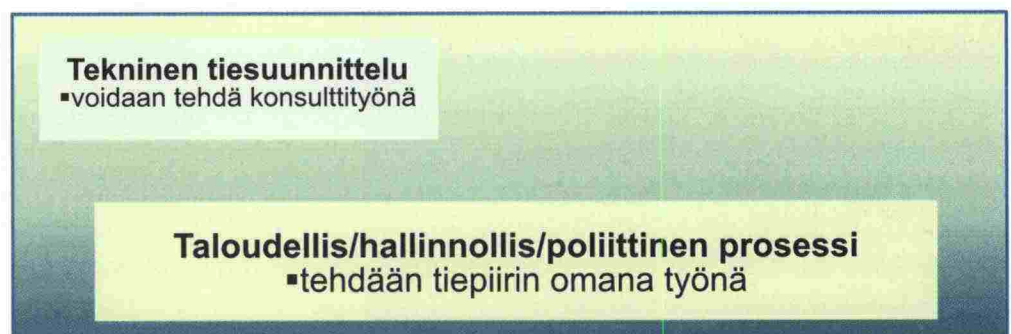 Tekninen tiesuunnittelu
▪voidaan tehdä konsulttityönä
Taloudellis/hallinnollis/poliittinen prosessi
▪tehdään tiepiirin omana työnä